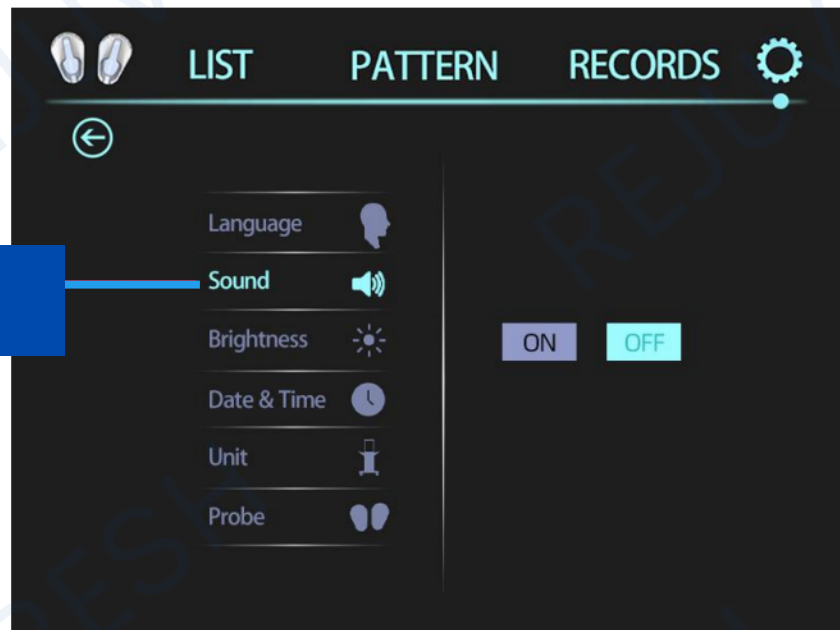 LIST PATTERN RECORDS
Language
Sound
Brightness
ON OFF
Date & Time
Unit
Probe